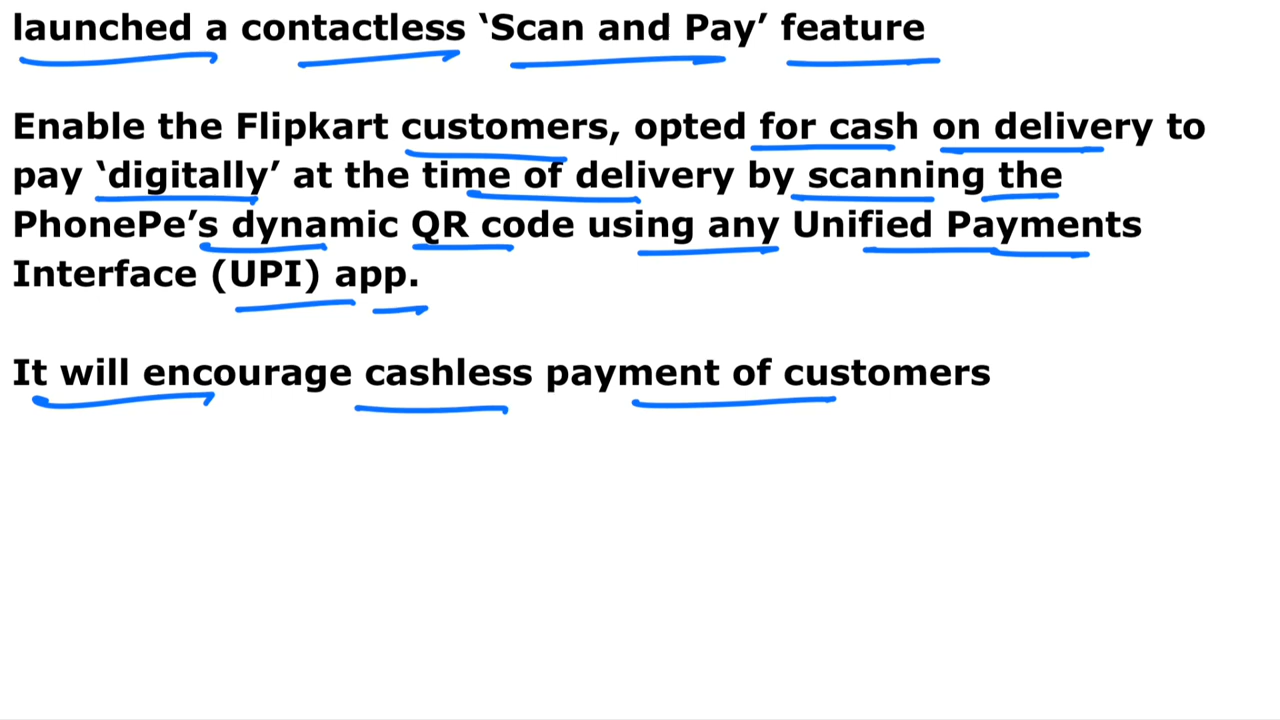 launched a contactless ‘Scan and Pay’ feature
Enable the Flipkart customers, opted for cash on delivery to
pay ‘digitally’ at the time of delivery by scanning the
PhonePe’s dynamic QR code using any Unified Payments
Interface (UPI) app.
It will encourage cashless payment of customers